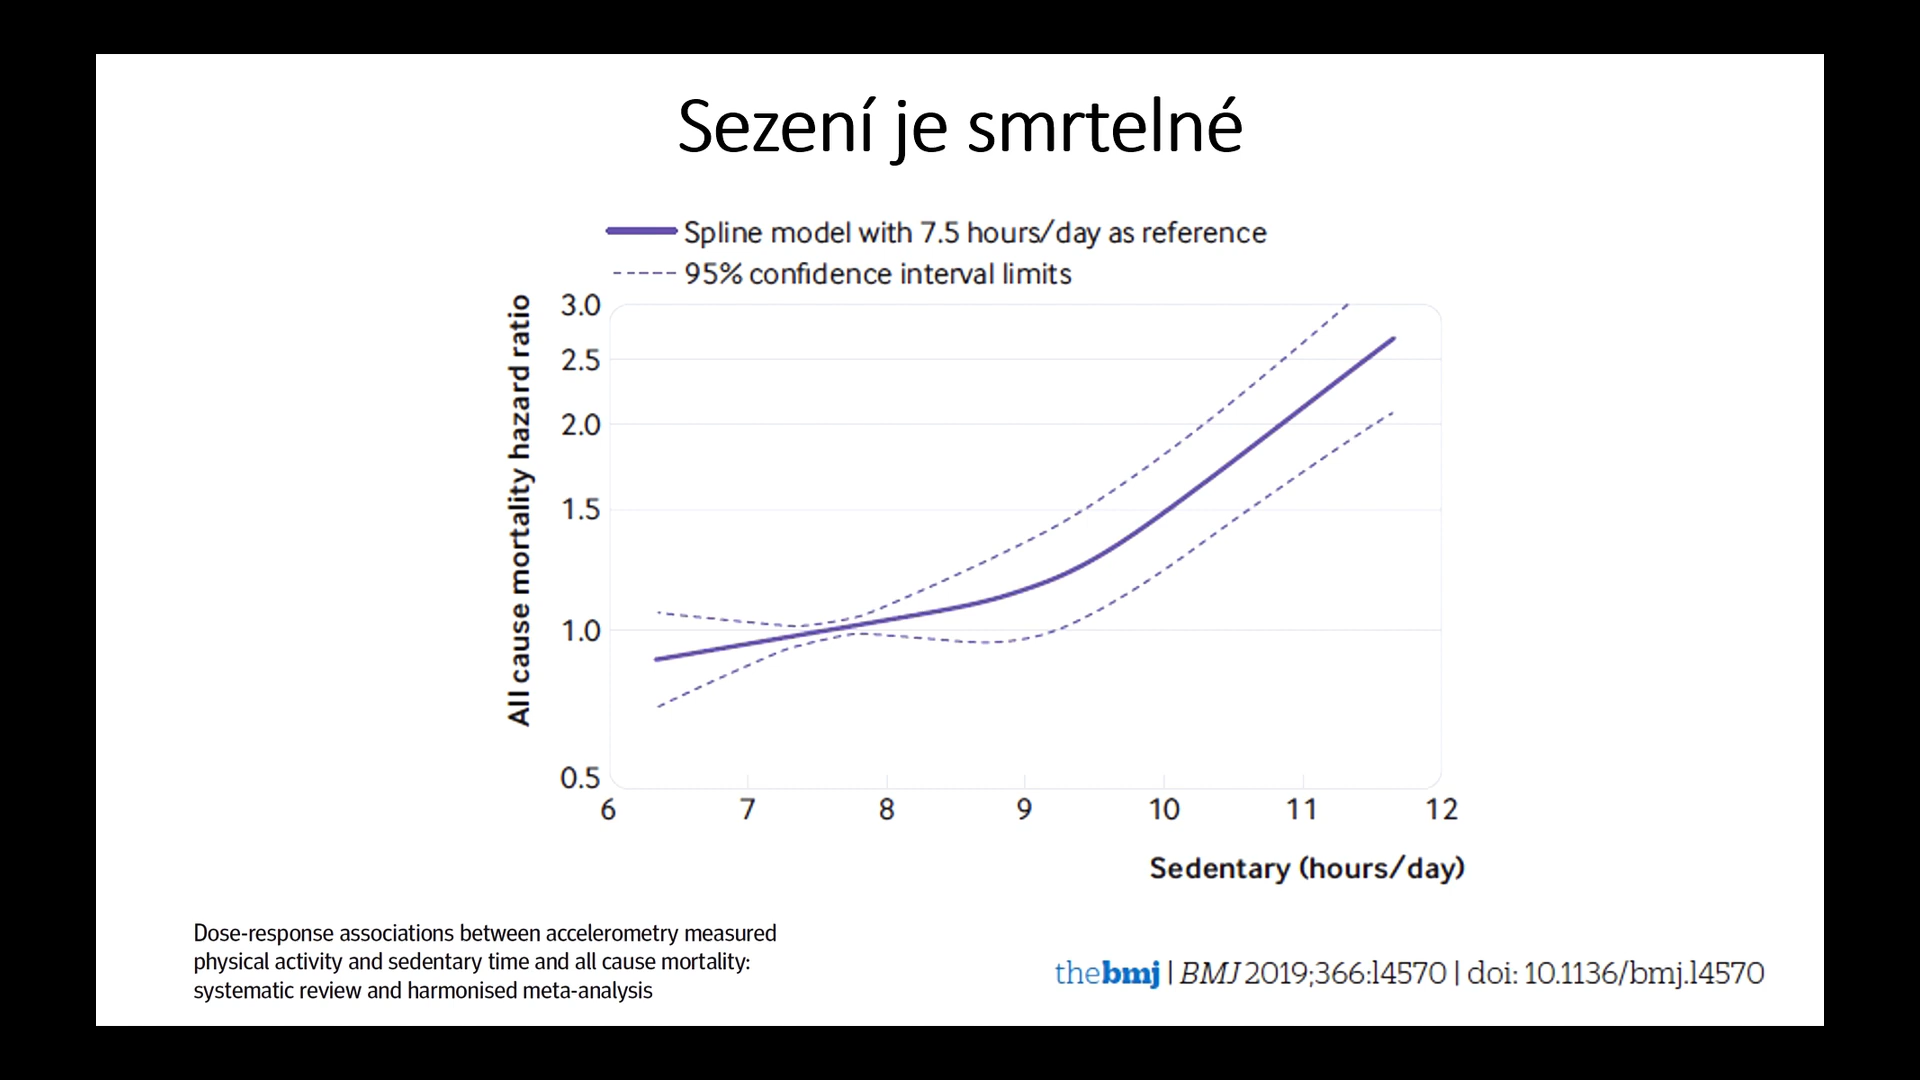 Sezení je smrtelné
Spline model with 7.5 hours/day as reference
95% confidence interval limits
All cause mortality hazard ratio
3.0
2.5
2.0
1.5
1.0
0.5
6 7 8 9 10 11 12
Sedentary (hours/day)
Dose-response associations between accelerometry measured
physical activity and sedentary time and all cause mortality:
systematic review and harmonised meta-analysis
thebmj | BMJ 2019;366:l4570 | doi: 10.1136/bmj.l4570